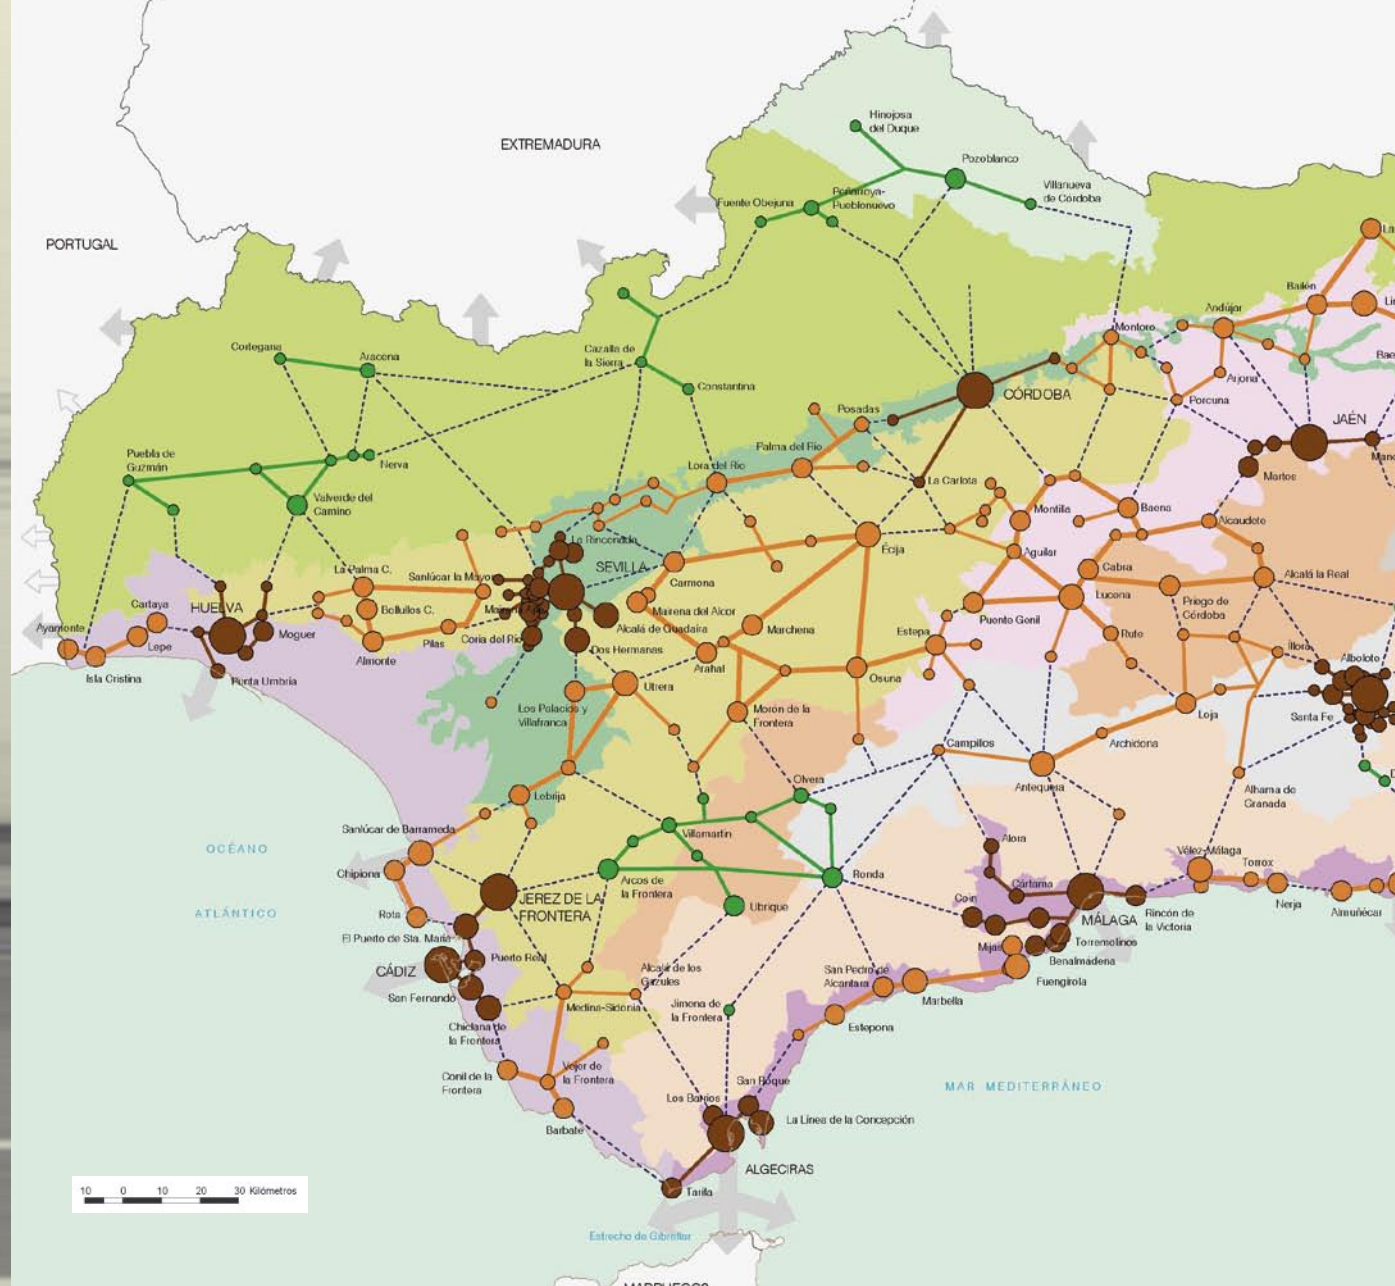 Hinojosa
del Duque
EXTREMADURA
Pozoblanco
Villanueva
de Córdoba
Peñarroya-
Pueblonuevo
Fuente Obejuna
PORTUGAL
Bailén
Andújar
Montoro
Cortegana
Aracena
Cazalla de
la Sierra
Constantina
Arjona
Porcuna
CÓRDOBA
Posadas
JAÉN
Palma del Río
Puebla de
Guzmán
Nerva
Lora del Río
Martos
La Carlota
Valverde del
Camino
Montilla
Baena
Alcaudete
La Rinconada
Écija
Aguilar
SEVILLA
La Palma C.
Sanlúcar la Mayor
Carmona
Cabra
Alcalá la Real
Cartaya
HUELVA
Bollullos C.
Mairena del Alcor
Lucena
Priego de
Córdoba
Ayamonte
Moguer
Pilas
Coria del Río
Alcalá de Guadaira
Marchena
Puente Genil
Estepa
Rute
Lepe
Almonte
Dos Hermanas
Arahal
Íllora
Albolote
Isla Cristina
Punta Umbría
Utrera
Osuna
Los Palacios y
Villafranca
Morón de la
Frontera
Loja
Santa Fe
Campillos
Archidona
Olvera
Antequera
Alhama de
Granada
Lebrija
Sanlúcar de Barrameda
Villamartín
Alora
OCÉANO
Vélez-Málaga
Torrox
Chipiona
Arcos de
la Frontera
Ronda
Cártama
Coín
JEREZ DE LA
FRONTERA
Ubrique
Nerja
Almuñécar
ATLÁNTICO
Rota
MÁLAGA
Rincón de
la Victoria
El Puerto de Sta. María
Mijas
Torremolinos
Benalmádena
CÁDIZ
Puerto Real
Alcalá de los
Gazules
San Pedro de
Alcántara
Fuengirola
San Fernando
Medina-Sidonia
Jimena de
la Frontera
Marbella
Chiclana de
la Frontera
Estepona
Conil de la
Frontera
Vejer de
la Frontera
San Roque
MAR MEDITERRÁNEO
Los Barrios
La Línea de la Concepción
Barbate
ALGECIRAS
Tarifa
10 0 10 20 30 Kilómetros
Estrecho de Gibraltar
MARRUECOS